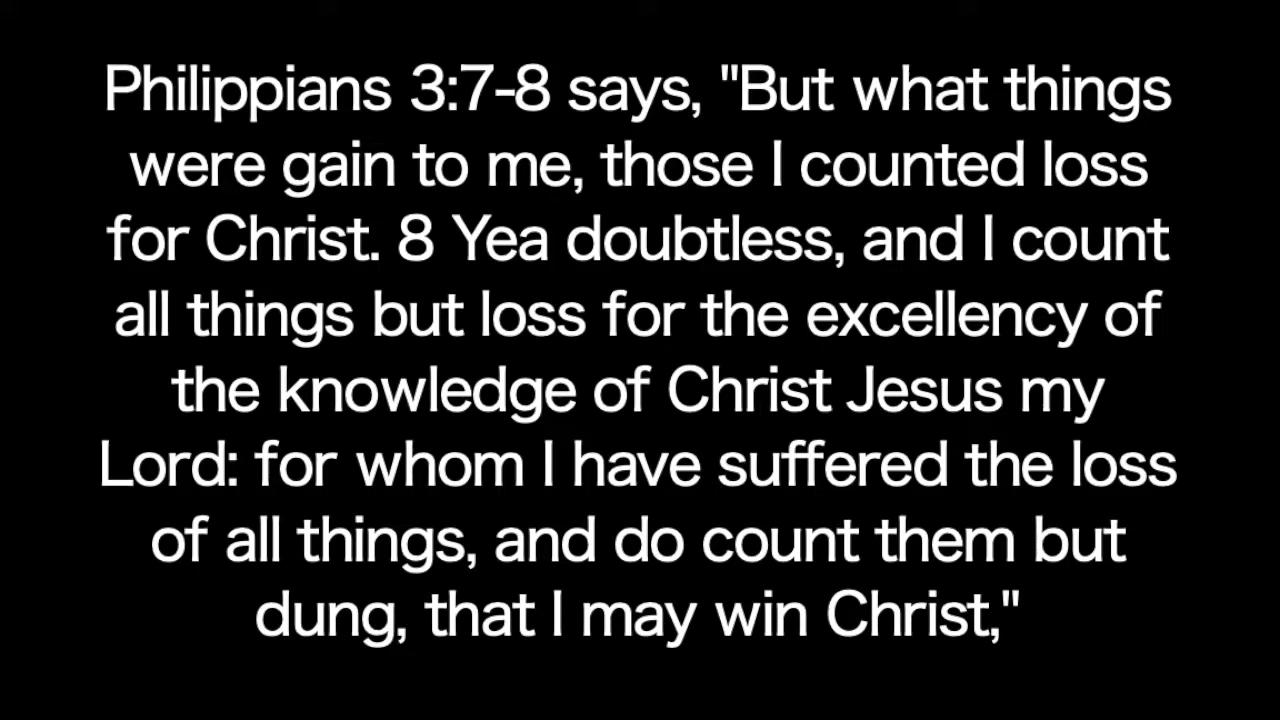 Philippians 3:7-8 says, "But what things
were gain to me, those I counted loss
for Christ. 8 Yea doubtless, and I count
all things but loss for the excellency of
the knowledge of Christ Jesus my
Lord: for whom I have suffered the loss
of all things, and do count them but
dung, that I may win Christ,"